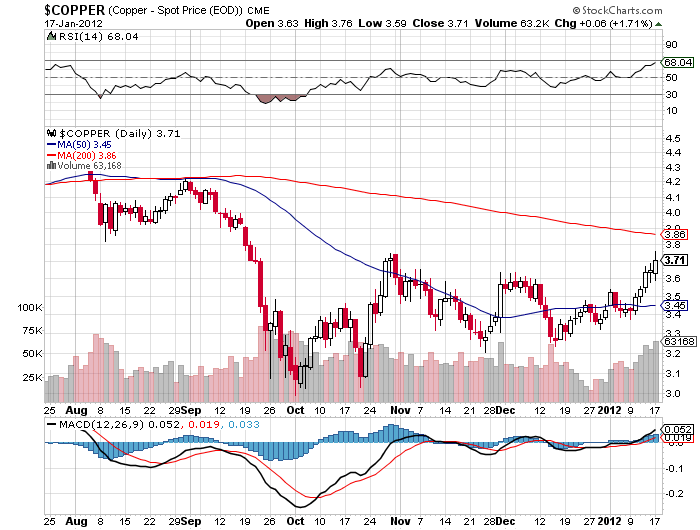 $COPPER (Copper - Spot Price (EOD)) CME © StockCharts.com
17-Jan-2012 Open 3.63 High 3.76 Low 3.59 Close 3.71 Volume 63.2K Chg +0.06 (+1.71%)
RSI(14) 68.04
90
68.04
50
30
10
$COPPER (Daily) 3.71
MA(50) 3.45
MA(200) 3.86
Volume 63,168
4.5
4.4
4.3
4.2
4.1
4.0
3.9
3.86
3.8
3.71
3.6
3.5
3.45
3.4
3.3
63168
3.2
3.1
3.0
100K
75K
50K
25K
25 Aug 8 15 22 29 Sep 12 19 26 Oct 10 17 24 Nov 7 14 21 28 Dec 12 19 27 2012 9 17
MACD(12,26,9) 0.052, 0.019, 0.033
0.052
0.019
0.0
-0.1
-0.2
25 Aug 8 15 22 29 Sep 12 19 26 Oct 10 17 24 Nov 7 14 21 28 Dec 12 19 27 2012 9 17